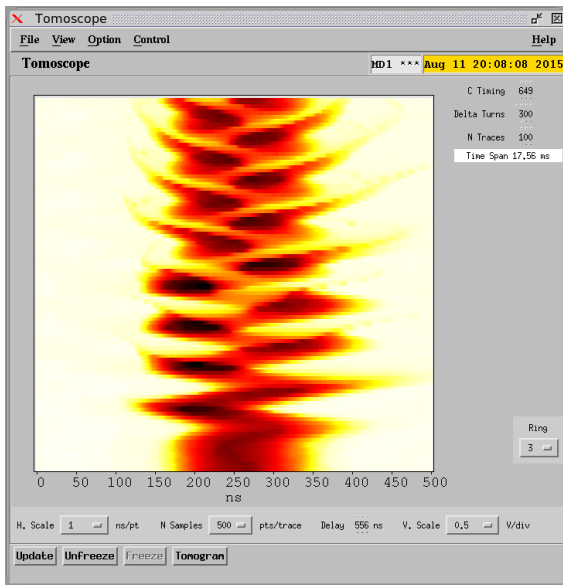 Tomoscope
File View Option Control Help
Tomoscope MD1 *** Aug 11 20:08:08 2015
C Timing 649
Delta Turns 300
N Traces 100
Time Span 17.56 ms
Ring
3
0 50 100 150 200 250 300 350 400 450 500
ns
H. Scale 1 ns/pt N Samples 500 pts/trace Delay 556 ns V. Scale 0.5 V/div
Update Unfreeze Freeze Tomogram